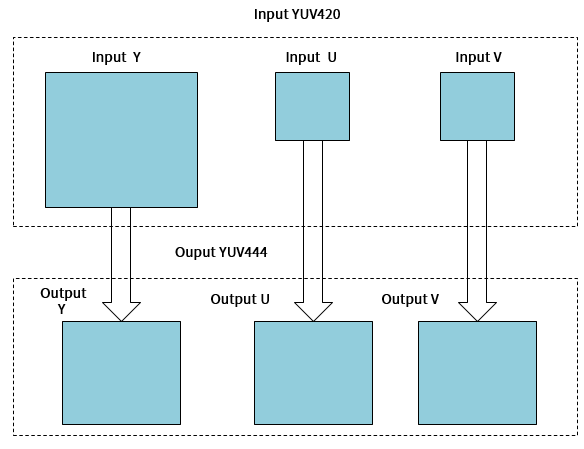 Input YUV420
Input Y
Input U
Input V
Ouput YUV444
Output
Y
Output U
Output V